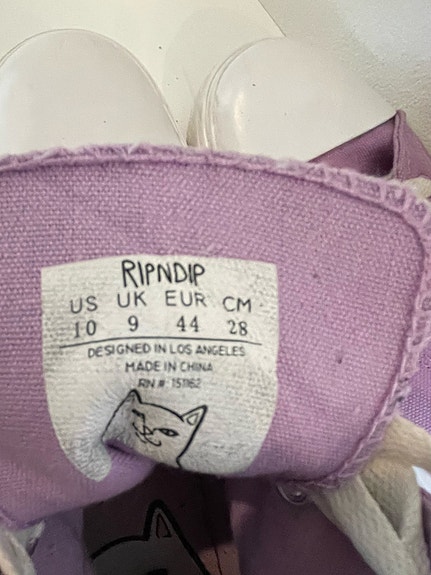 RIPNDIP
US UK EUR CM
10 9 44 28
DESIGNED IN LOS ANGELES
MADE IN CHINA
RN #: 151162